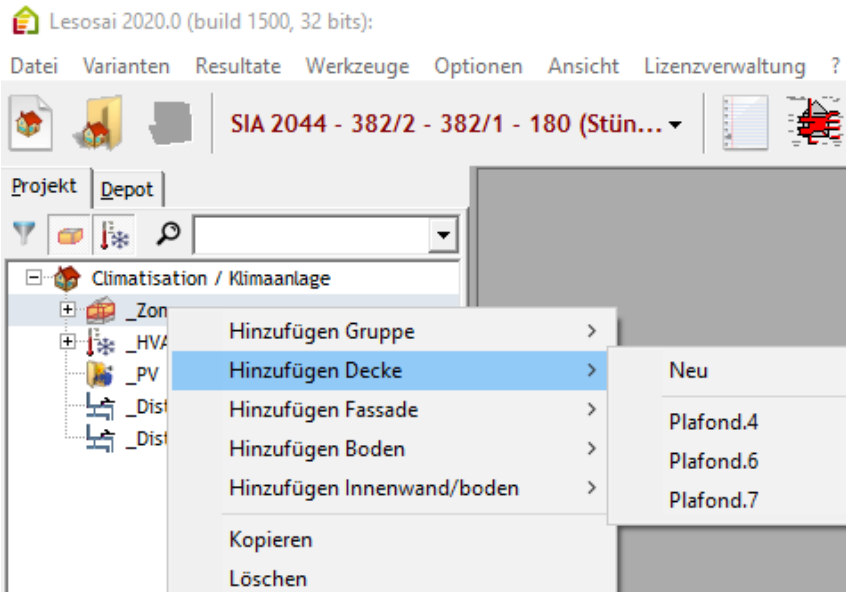 Lesosai 2020.0 (build 1500, 32 bits):
Datei Varianten Resultate Werkzeuge Optionen Ansicht Lizenzverwaltung ?
SIA 2044 - 382/2 - 382/1 - 180 (Stün...
Projekt Depot
Climatisation / Klimaanlage
_Zon
Hinzufügen Gruppe
_HVA
Hinzufügen Decke
Neu
_PV
Hinzufügen Fassade
_Dist
Plafond.4
Hinzufügen Boden
_Dist
Plafond.6
Hinzufügen Innenwand/boden
Plafond.7
Kopieren
Löschen